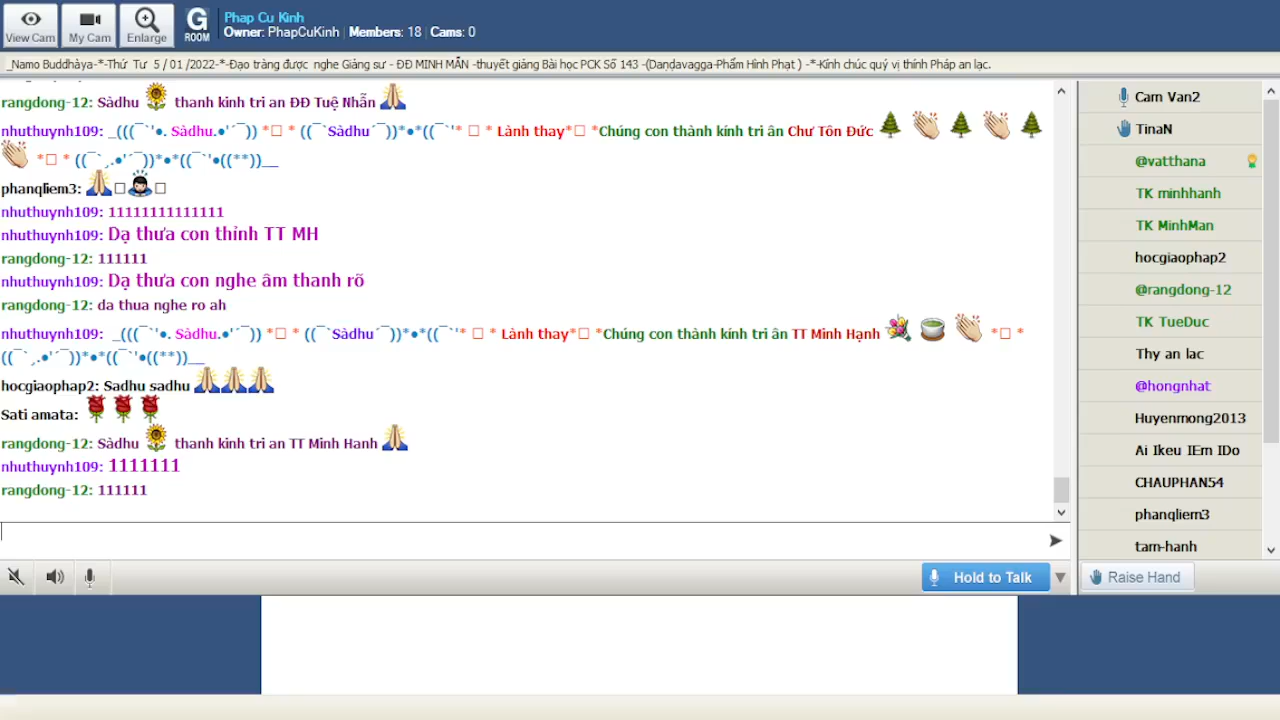 View Cam
My Cam
Enlarge
G
ROOM
Phap Cu Kinh
Owner: PhapCuKinh | Members: 18 | Cams: 0
_Namo Buddhàya-*-Thứ Tư 5 / 01 /2022-*-Đạo tràng được nghe Giảng sư - ĐĐ MINH MẪN -thuyết giảng Bài học PCK Số 143 -(Daṇḍavagga-Phẩm Hình Phạt ) -*-Kính chúc quý vị thính Pháp an lạc.
rangdong-12: Sàdhu 🌻 thanh kinh tri an ĐĐ Tuệ Nhẫn 🙏
nhuthuynh109: _(((¯`'•. Sàdhu.•'´¯)) *▯ * ((¯`Sàdhu´¯))*•*((¯`'* ▯ * Lành thay*▯ *Chúng con thành kính tri ân Chư Tôn Đức 🌲 👏 🌲 👏 🌲
👏 *▯ * ((¯`¸.•'´¯))*•*((¯`'•((**))__
phanqliem3: 🙏▯🙇▯
nhuthuynh109: 11111111111111
nhuthuynh109: Dạ thưa con thỉnh TT MH
rangdong-12: 111111
nhuthuynh109: Dạ thưa con nghe âm thanh rõ
rangdong-12: da thua nghe ro ah
nhuthuynh109: _(((¯`'•. Sàdhu.•'´¯)) *▯ * ((¯`Sàdhu´¯))*•*((¯`'* ▯ * Lành thay*▯ *Chúng con thành kính tri ân TT Minh Hạnh 💐 🍵 👏 *▯ *
((¯`¸.•'´¯))*•*((¯`'•((**))__
hocgiaophap2: Sadhu sadhu 🙏🙏🙏
Sati amata: 🌹🌹🌹
rangdong-12: Sàdhu 🌻 thanh kinh tri an TT Minh Hanh 🙏
nhuthuynh109: 1111111
rangdong-12: 111111
Cam Van2
TinaN
@vatthana
TK minhhanh
TK MinhMan
hocgiaophap2
@rangdong-12
TK TueDuc
Thy an lac
@hongnhat
Huyenmong2013
Ai Ikeu IEm IDo
CHAUPHAN54
phanqliem3
tam-hanh
Hold to Talk
Raise Hand